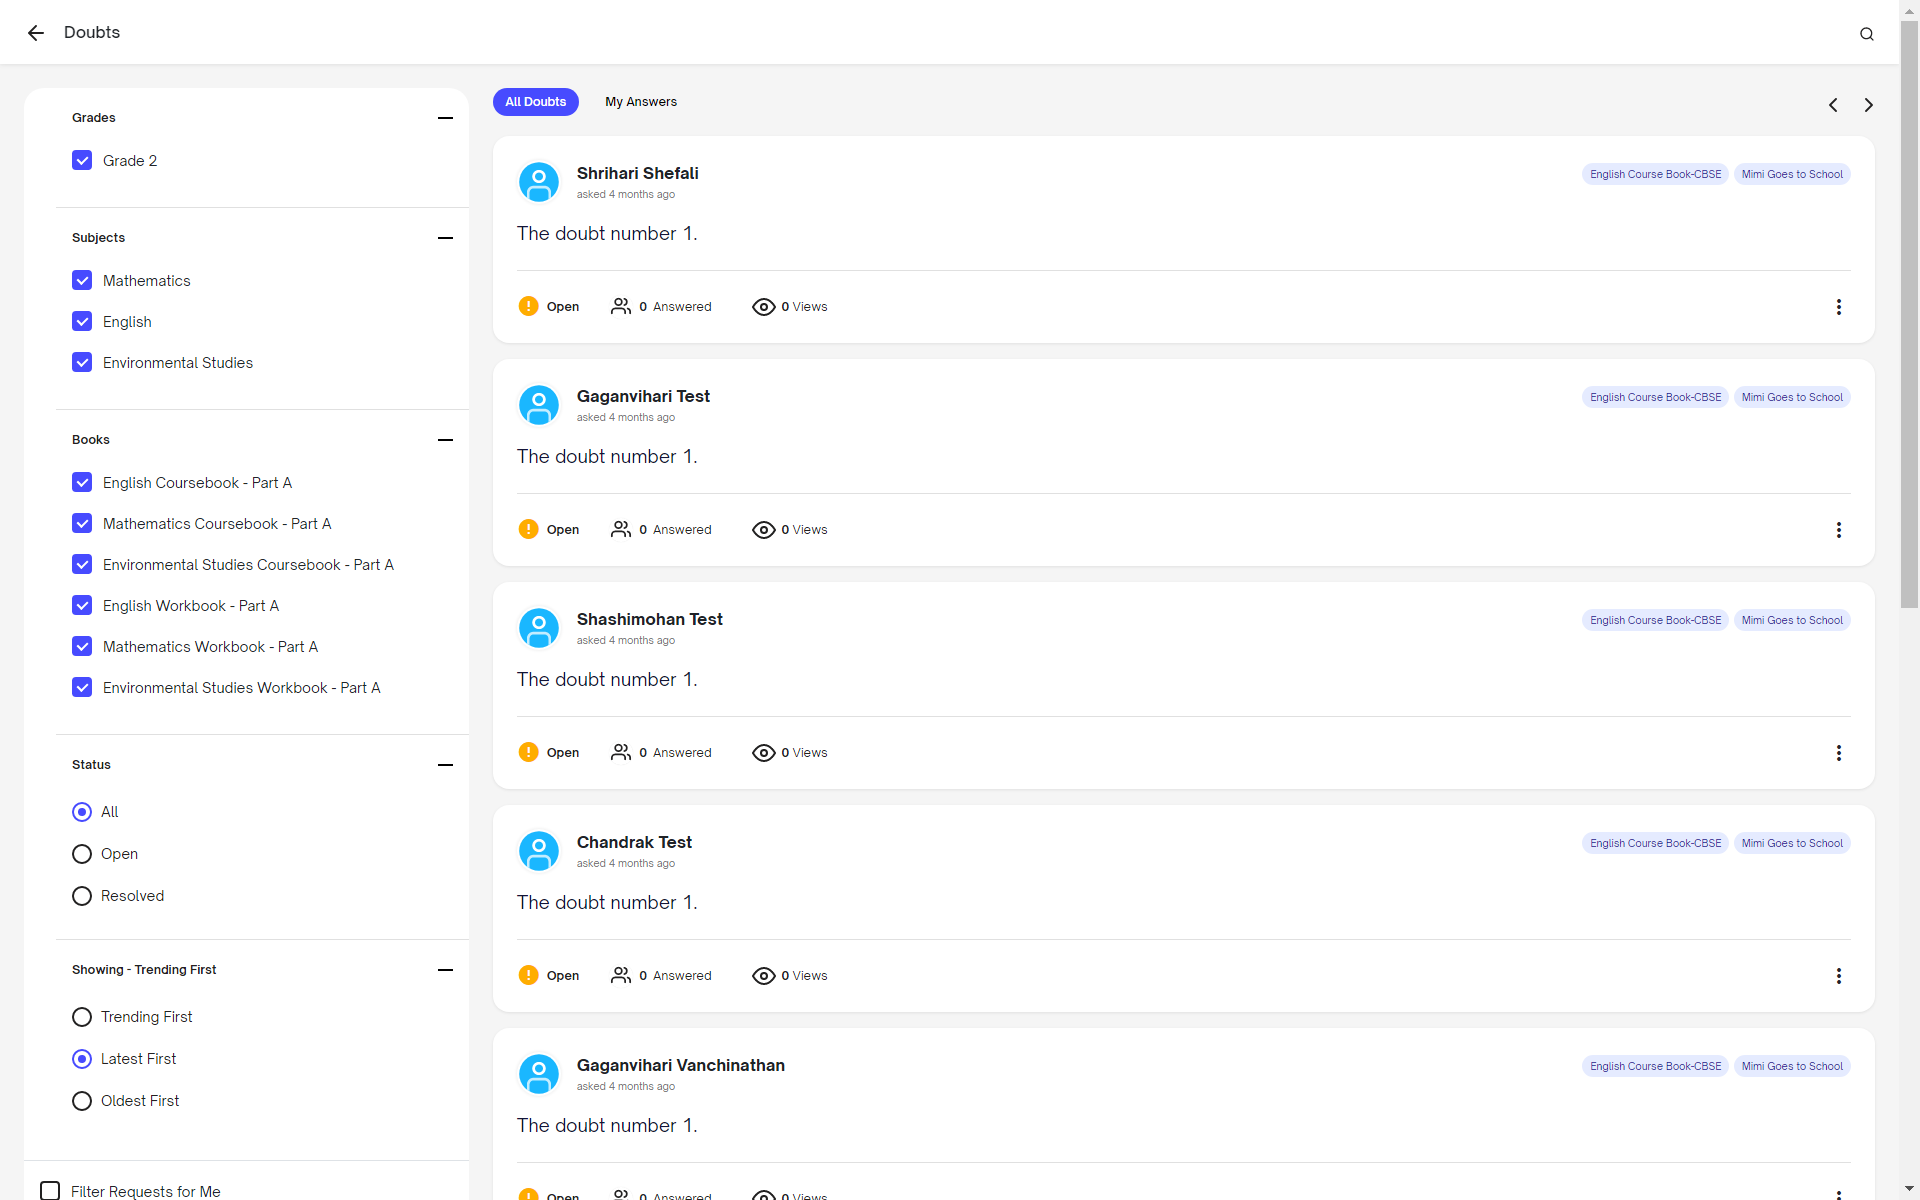 Doubts
Grades
Grade 2
Subjects
Mathematics
English
Environmental Studies
Books
English Coursebook - Part A
Mathematics Coursebook - Part A
Environmental Studies Coursebook - Part A
English Workbook - Part A
Mathematics Workbook - Part A
Environmental Studies Workbook - Part A
Status
All
Open
Resolved
Showing - Trending First
Trending First
Latest First
Oldest First
Filter Requests for Me
All Doubts My Answers
Shrihari Shefali
asked 4 months ago
English Course Book-CBSE Mimi Goes to School
The doubt number 1.
Open 0 Answered 0 Views
Gaganvihari Test
asked 4 months ago
English Course Book-CBSE Mimi Goes to School
The doubt number 1.
Open 0 Answered 0 Views
Shashimohan Test
asked 4 months ago
English Course Book-CBSE Mimi Goes to School
The doubt number 1.
Open 0 Answered 0 Views
Chandrak Test
asked 4 months ago
English Course Book-CBSE Mimi Goes to School
The doubt number 1.
Open 0 Answered 0 Views
Gaganvihari Vanchinathan
asked 4 months ago
English Course Book-CBSE Mimi Goes to School
The doubt number 1.
Open 0 Answered 0 Views